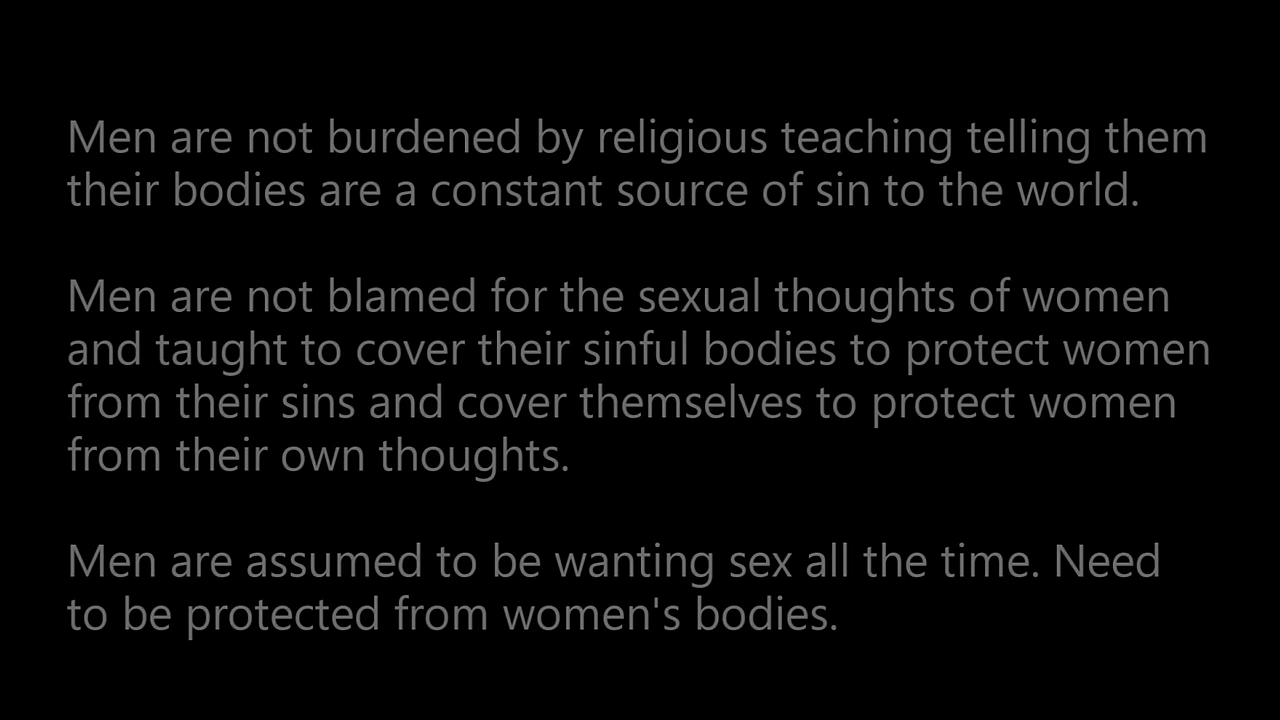 Men are not burdened by religious teaching telling them
their bodies are a constant source of sin to the world.
Men are not blamed for the sexual thoughts of women
and taught to cover their sinful bodies to protect women
from their sins and cover themselves to protect women
from their own thoughts.
Men are assumed to be wanting sex all the time. Need
to be protected from women's bodies.